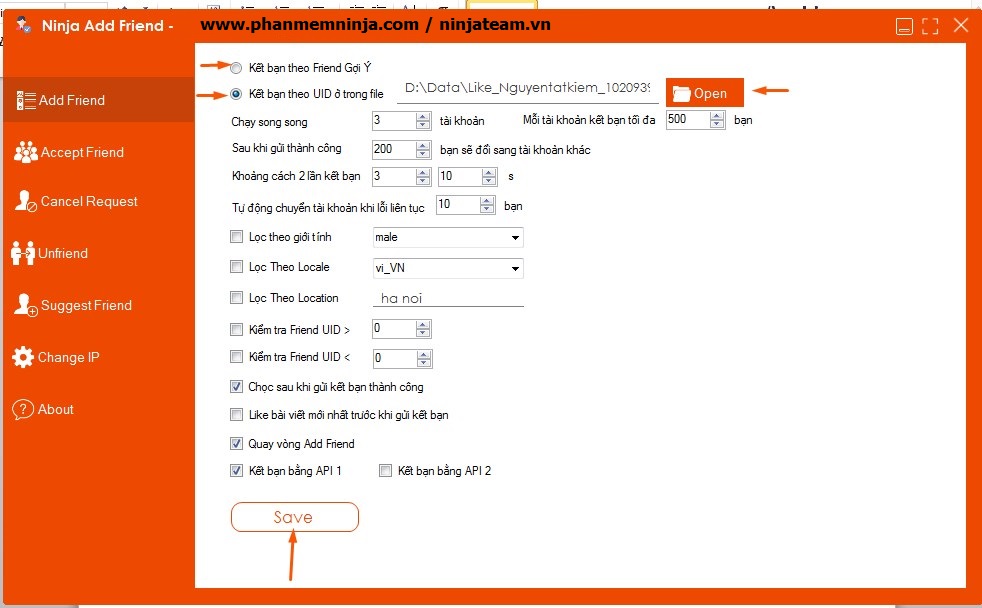 Ninja Add Friend - www.phanmemninja.com / ninjateam.vn
Add Friend
Accept Friend
Cancel Request
Unfriend
Suggest Friend
Change IP
About
Kết bạn theo Friend Gợi Ý
Kết bạn theo UID ở trong file D:\Data\Like_Nguyentatkiem_1020939 Open
Chạy song song 3 tài khoản Mỗi tài khoản kết bạn tối đa 500 bạn
Sau khi gửi thành công 200 bạn sẽ đổi sang tài khoản khác
Khoảng cách 2 lần kết bạn 3 10 s
Tự động chuyển tài khoản khi lỗi liên tục 10 bạn
Lọc theo giới tính male
Lọc Theo Locale vi_VN
Lọc Theo Location ha noi
Kiểm tra Friend UID > 0
Kiểm tra Friend UID < 0
Chọc sau khi gửi kết bạn thành công
Like bài viết mới nhất trước khi gửi kết bạn
Quay vòng Add Friend
Kết bạn bằng API 1 Kết bạn bằng API 2
Save